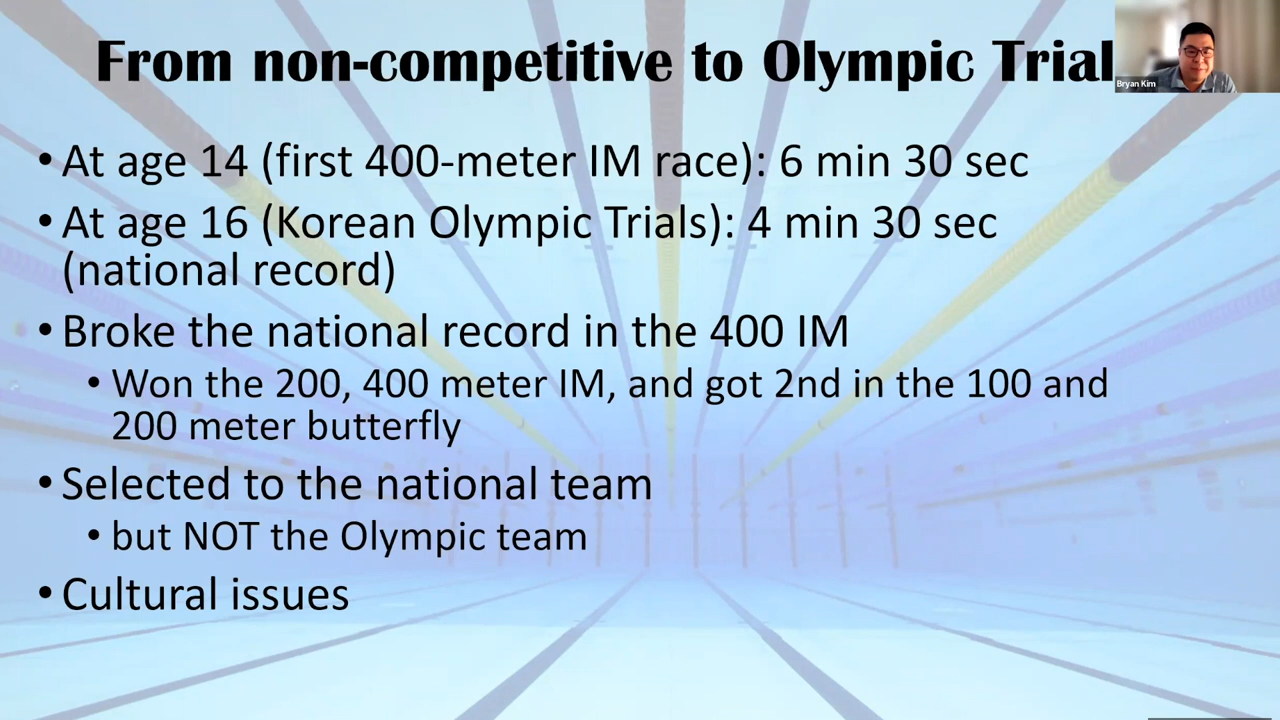 From non-competitive to Olympic Trial
Bryan Kim
• At age 14 (first 400-meter IM race): 6 min 30 sec
• At age 16 (Korean Olympic Trials): 4 min 30 sec
(national record)
• Broke the national record in the 400 IM
• Won the 200, 400 meter IM, and got 2nd in the 100 and
200 meter butterfly
• Selected to the national team
• but NOT the Olympic team
• Cultural issues